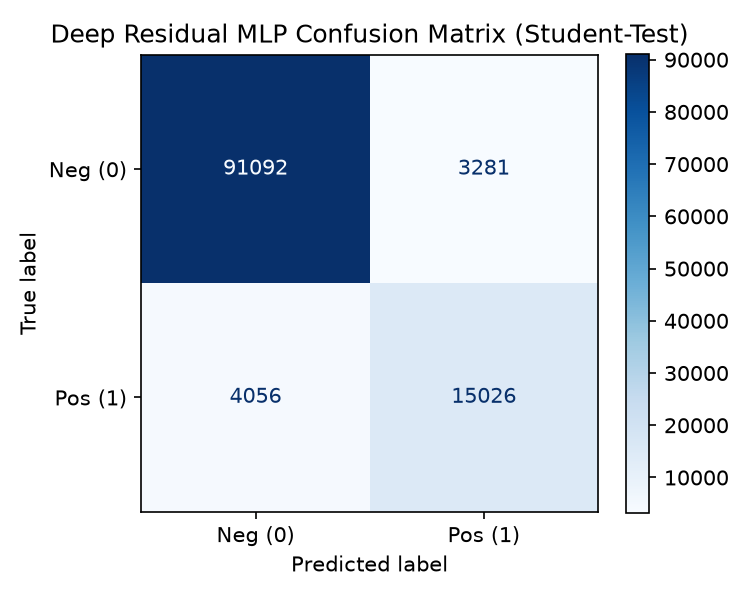 Deep Residual MLP Confusion Matrix (Student-Test)
True label
Neg (0)
Pos (1)
91092
3281
4056
15026
Neg (0)
Pos (1)
Predicted label
90000
80000
70000
60000
50000
40000
30000
20000
10000